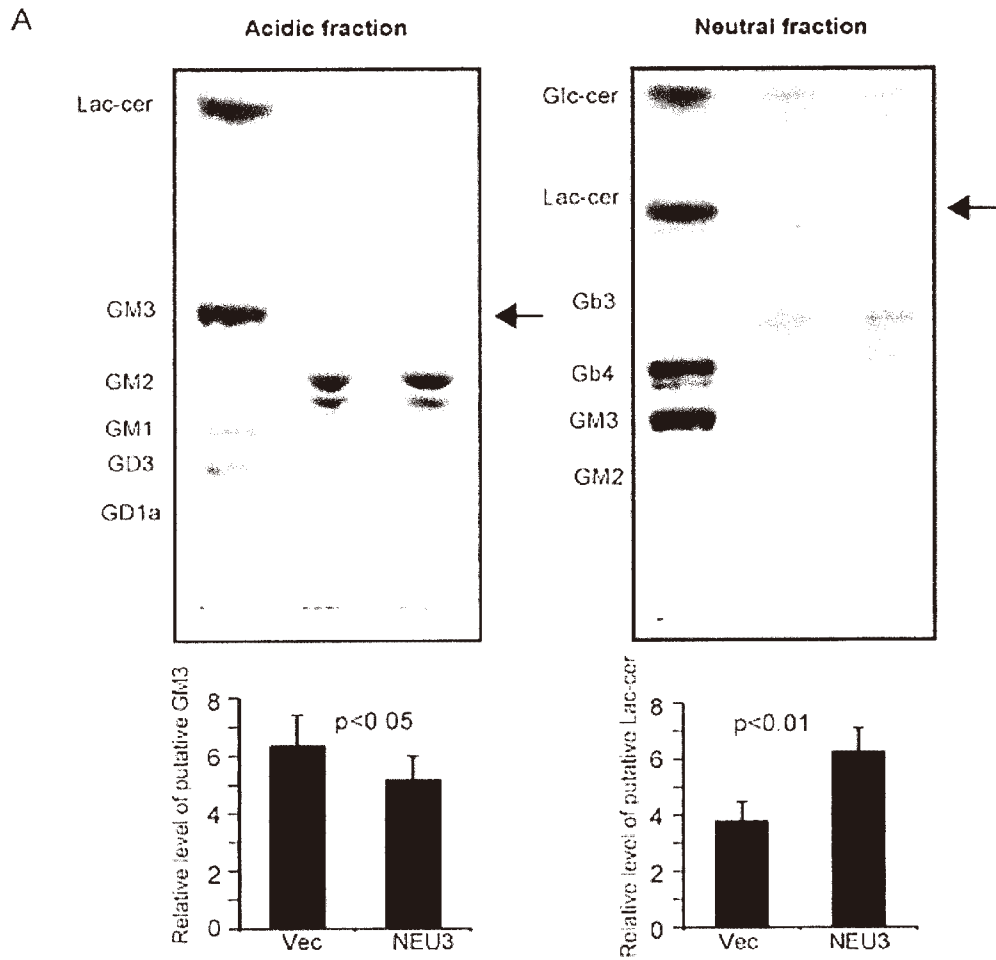 A
Acidic fraction
Lac-cer
GM3
GM2
GM1
GD3
GD1a
Neutral fraction
Glc-cer
Lac-cer
Gb3
Gb4
GM3
GM2
Relative level of putative GM3
8
6
4
2
0
p<0 05
Vec
NEU3
Relative level of putative Lac-cer
8
6
4
2
0
p<0.01
Vec
NEU3